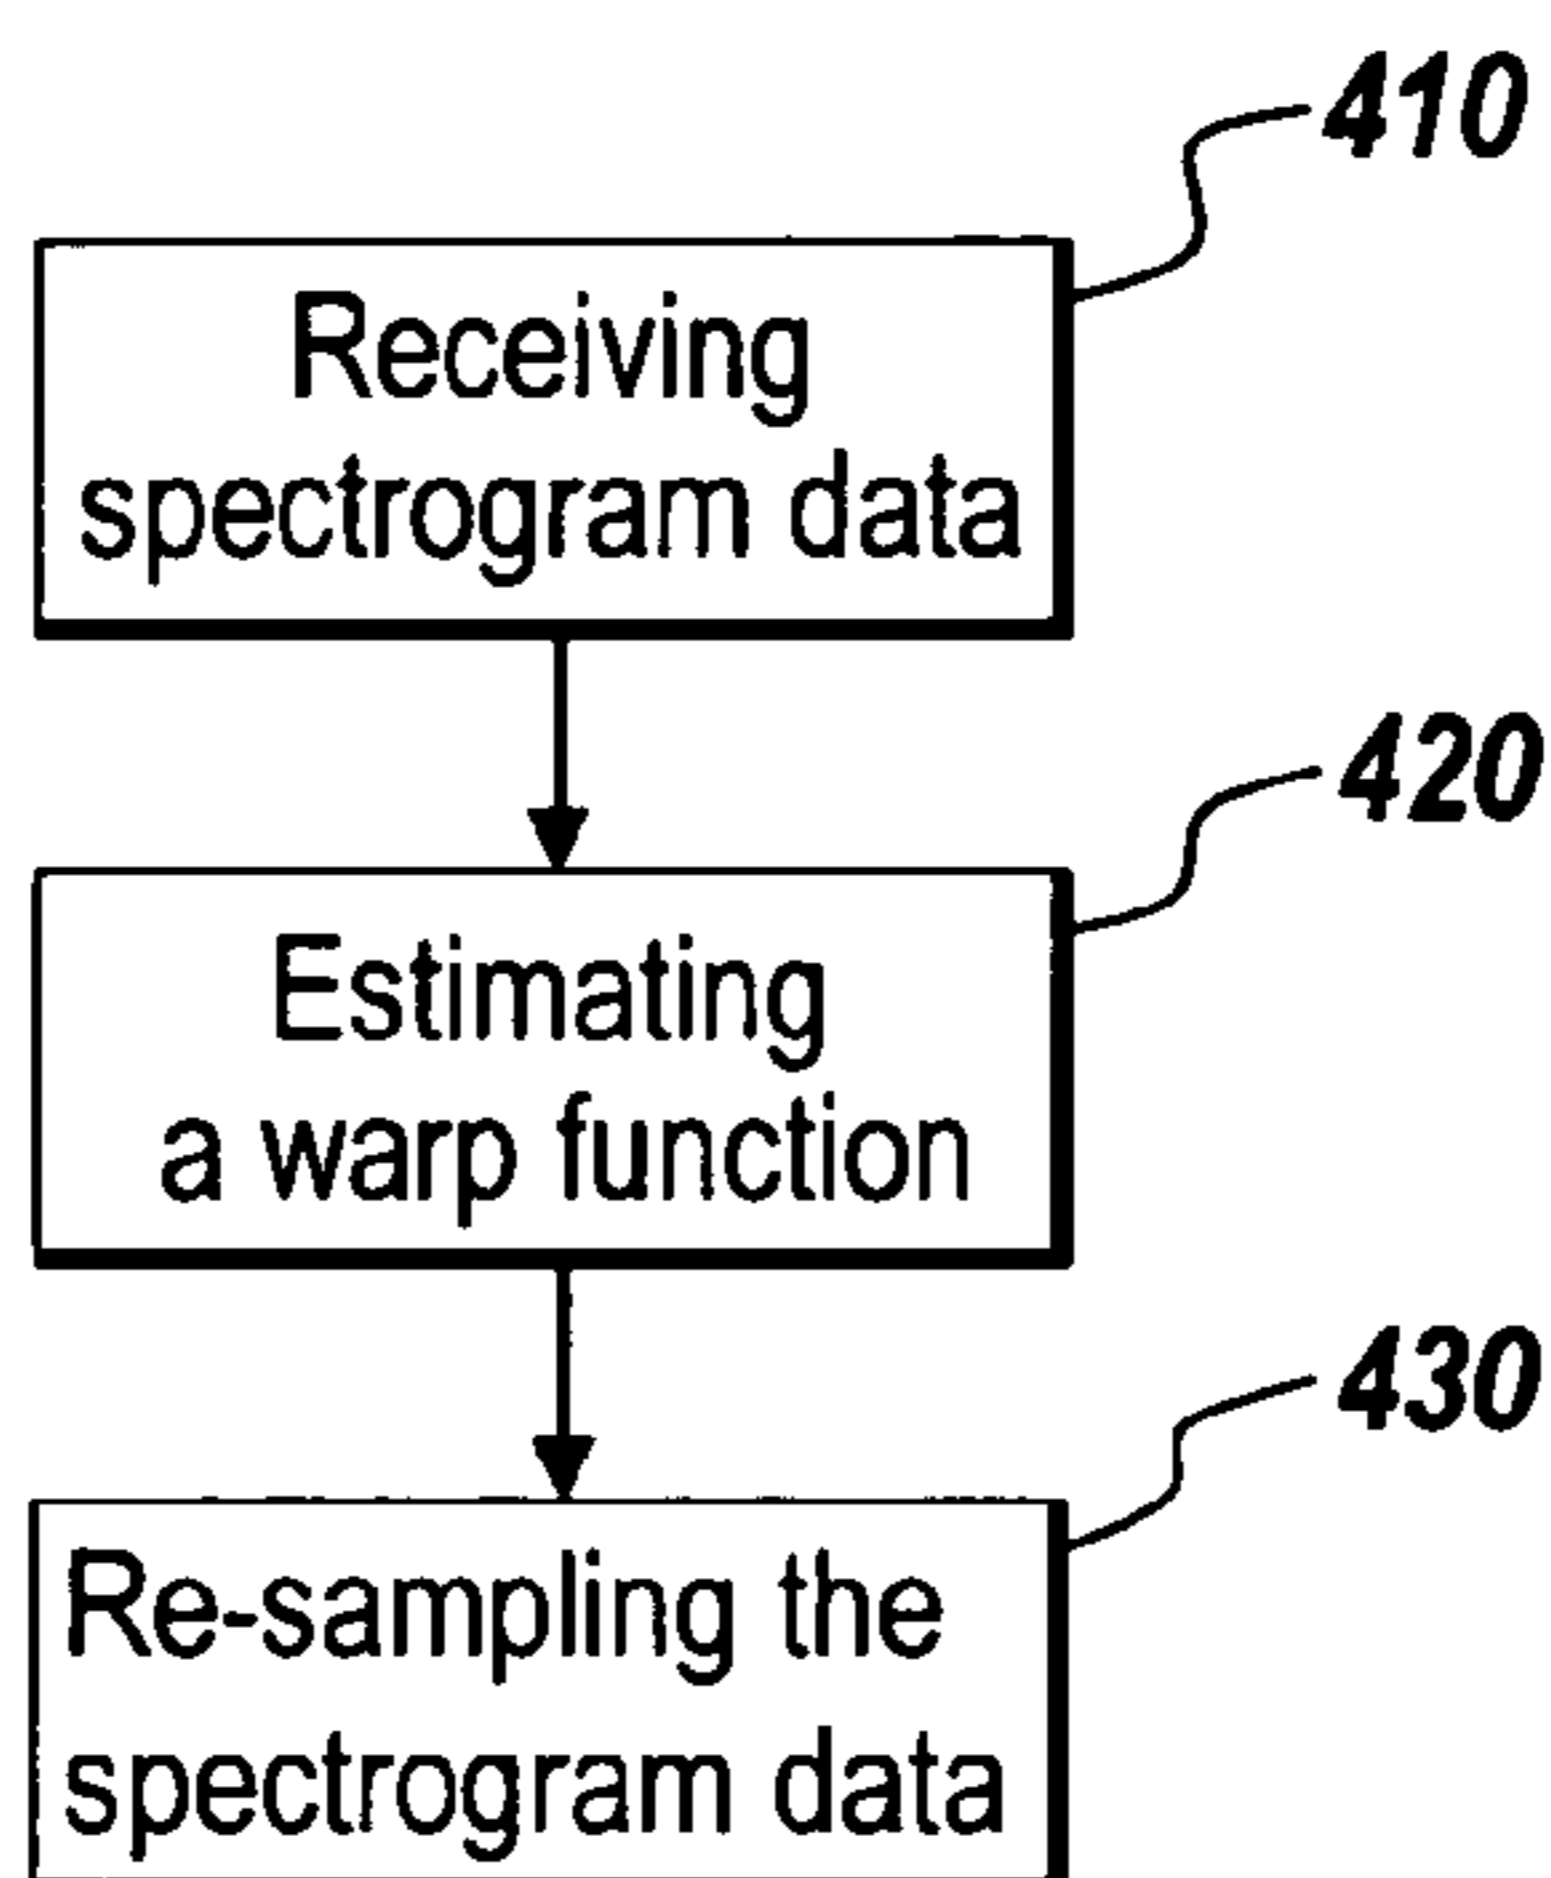 410
Receiving
spectrogram data
420
Estimating
a warp function
430
Re-sampling the
spectrogram data